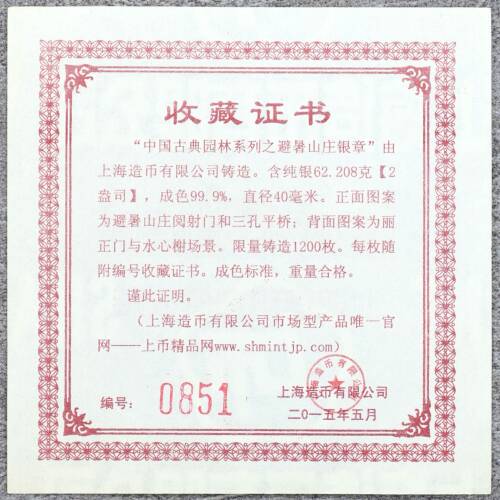 收藏证书
“中国古典园林系列之避暑山庄银章”由
上海造币有限公司铸造。含纯银62.208克【2
盎司】，成色99.9%，直径40毫米。正面图案
为避暑山庄阅射门和三孔平桥；背面图案为丽
正门与水心榭场景。限量铸造1200枚。每枚随
附编号收藏证书。成色标准，重量合格。
谨此证明。
（上海造币有限公司市场型产品唯一官
网——上币精品网www.shmintjp.com）
编号：0851
上海造币有限公司
上海造币有限公司
二〇一五年五月